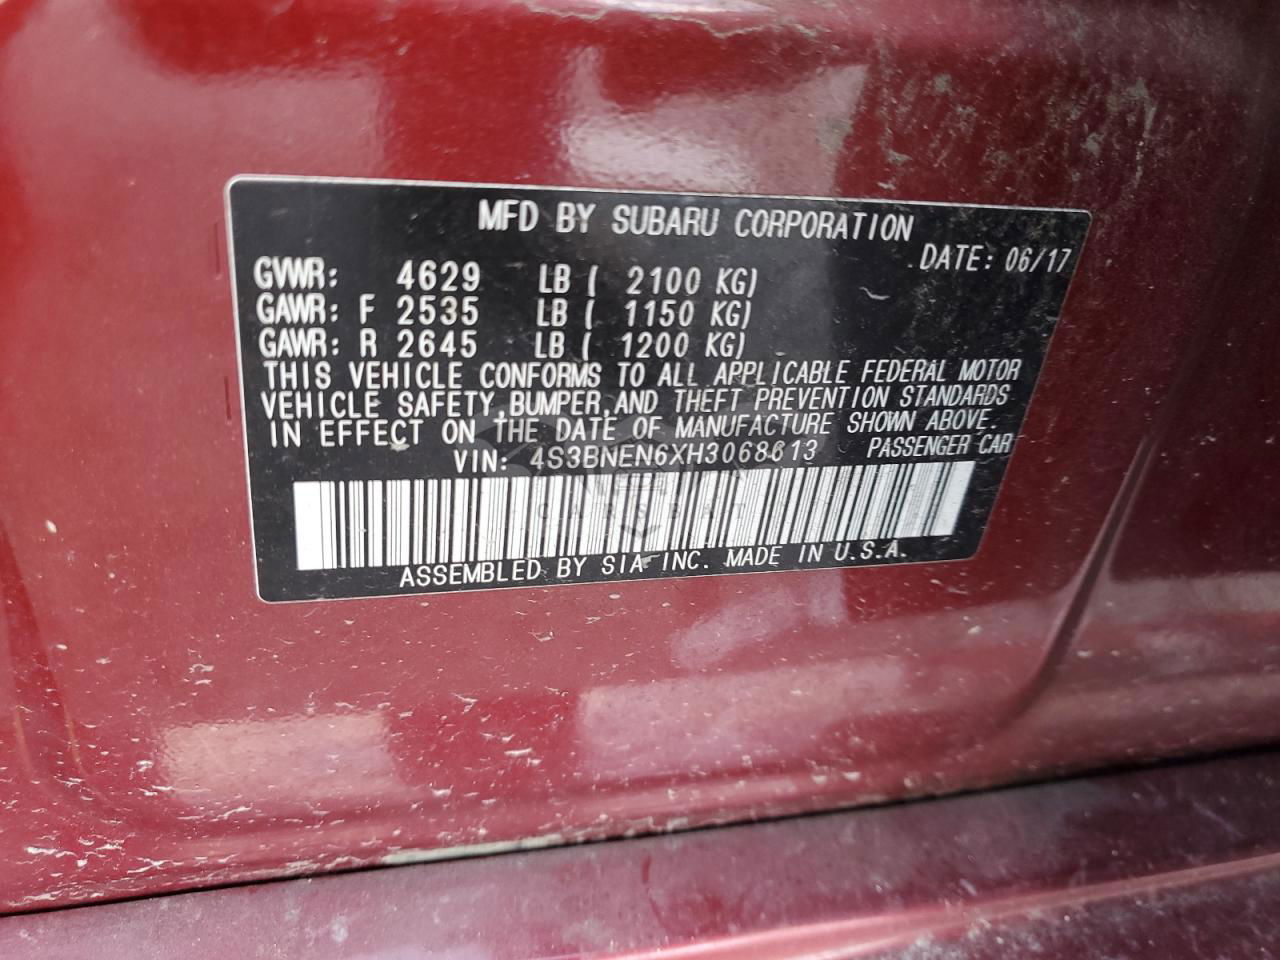 MFD BY SUBARU CORPORATION
DATE: 06/17
GVWR: 4629 LB ( 2100 KG)
GAWR: F 2535 LB ( 1150 KG)
GAWR: R 2645 LB ( 1200 KG)
THIS VEHICLE CONFORMS TO ALL APPLICABLE FEDERAL MOTOR
VEHICLE SAFETY,BUMPER,AND THEFT PREVENTION STANDARDS
IN EFFECT ON THE DATE OF MANUFACTURE SHOWN ABOVE.
VIN: 4S3BNEN6XH3068613 PASSENGER CAR
ASSEMBLED BY SIA INC. MADE IN U.S.A.